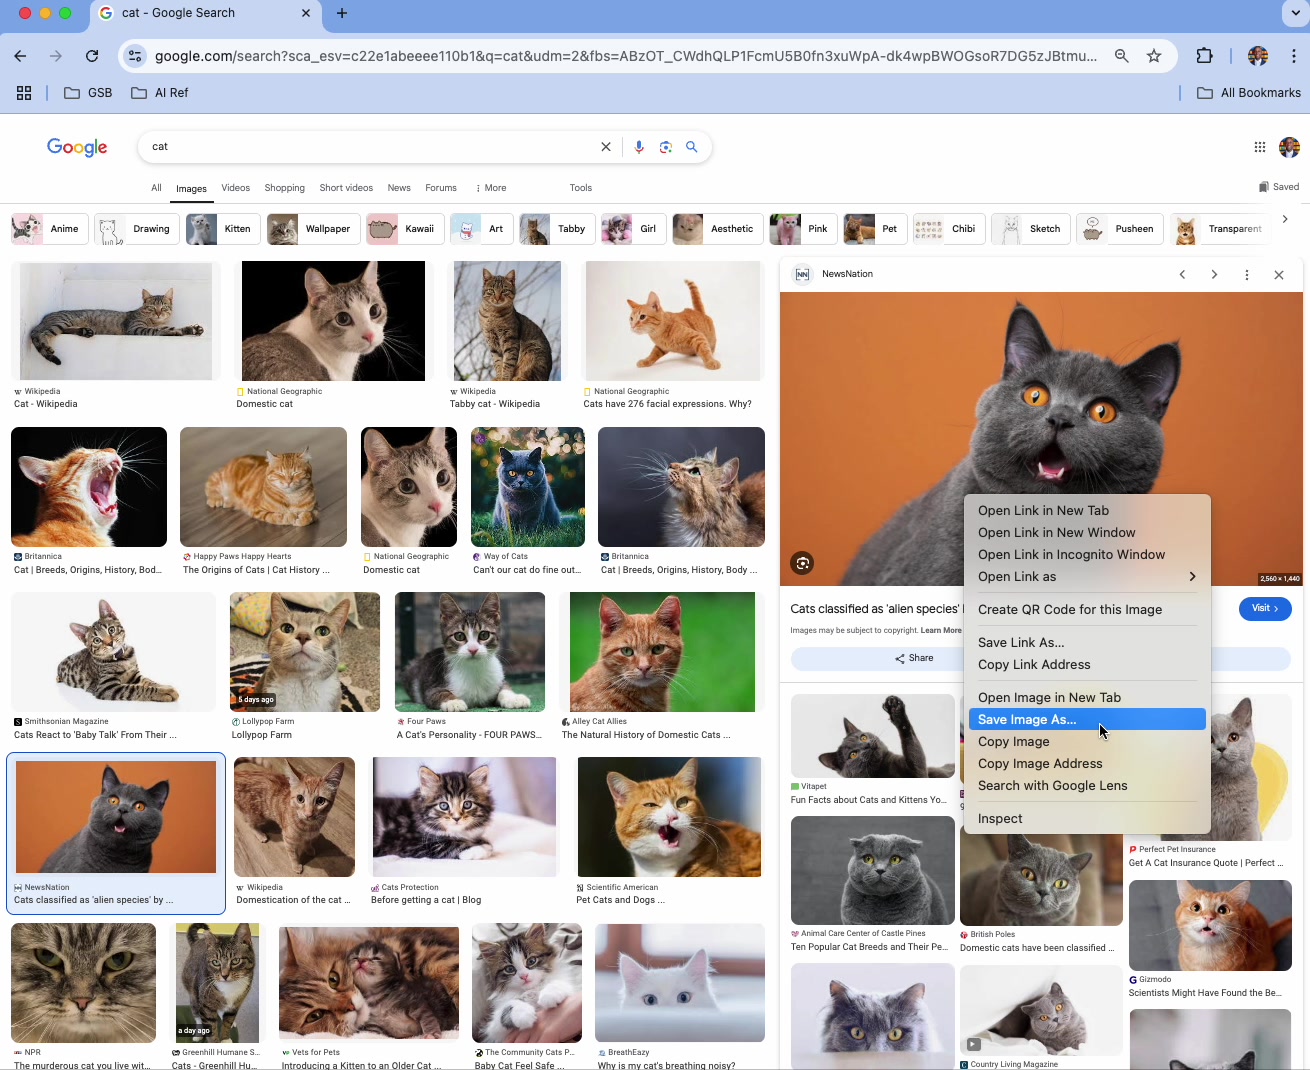 cat - Google Search
google.com/search?sca_esv=c22e1abeeee110b1&q=cat&udm=2&fbs=ABzOT_CWdhQLP1FcmU5B0fn3xuWpA-dk4wpBWOGsoR7DG5zJBtmu...
GSB
AI Ref
All Bookmarks
Google
cat
All Images Videos Shopping Short videos News Forums More Tools
Saved
Anime Drawing Kitten Wallpaper Kawaii Art Tabby Girl Aesthetic Pink Pet Chibi Sketch Pusheen Transparent
Wikipedia
Cat - Wikipedia
National Geographic
Domestic cat
Wikipedia
Tabby cat - Wikipedia
National Geographic
Cats have 276 facial expressions. Why?
Britannica
Cat | Breeds, Origins, History, Bod...
Happy Paws Happy Hearts
The Origins of Cats | Cat History ...
National Geographic
Domestic cat
Way of Cats
Can't our cat do fine out...
Britannica
Cat | Breeds, Origins, History, Body ...
Smithsonian Magazine
Cats React to 'Baby Talk' From Their ...
5 days ago
Lollypop Farm
Lollypop Farm
Four Paws
A Cat's Personality - FOUR PAWS...
Alley Cat Allies
The Natural History of Domestic Cats ...
NewsNation
Cats classified as 'alien species' by ...
Wikipedia
Domestication of the cat ...
Cats Protection
Before getting a cat | Blog
Scientific American
Pet Cats and Dogs ...
NPR
The murderous cat you live wit...
a day ago
Greenhill Humane S...
Cats - Greenhill Hu...
Vets for Pets
Introducing a Kitten to an Older Cat ...
The Community Cats P...
Baby Cat Feel Safe ...
BreathEazy
Why is my cat's breathing noisy?
NN
NewsNation
2,560 × 1,440
Cats classified as 'alien species'
Visit
Images may be subject to copyright. Learn More
Share
Open Link in New Tab
Open Link in New Window
Open Link in Incognito Window
Open Link as
Create QR Code for this Image
Save Link As...
Copy Link Address
Open Image in New Tab
Save Image As...
Copy Image
Copy Image Address
Search with Google Lens
Inspect
Vitapet
Fun Facts about Cats and Kittens Yo...
Perfect Pet Insurance
Get A Cat Insurance Quote | Perfect ...
Animal Care Center of Castle Pines
Ten Popular Cat Breeds and Their Pe...
British Poles
Domestic cats have been classified ...
Gizmodo
Scientists Might Have Found the Be...
Country Living Magazine